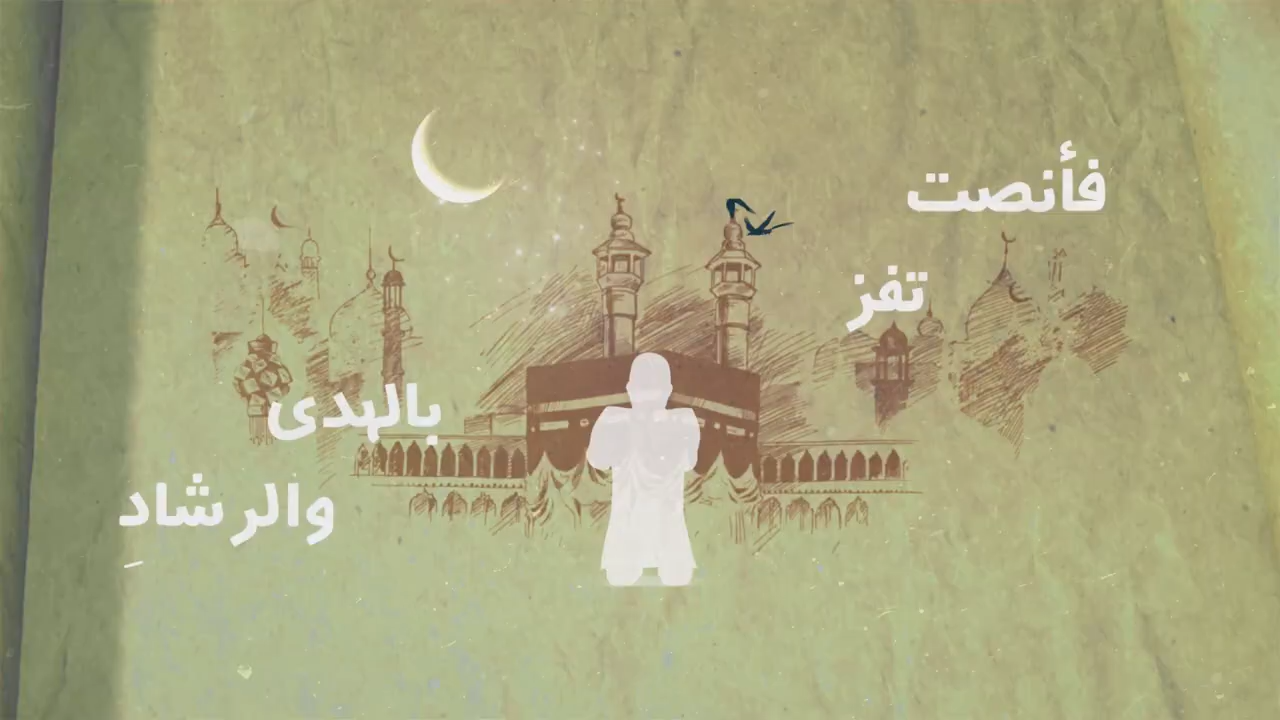 فأنصت
تفز
بالهدى
والرشادِ